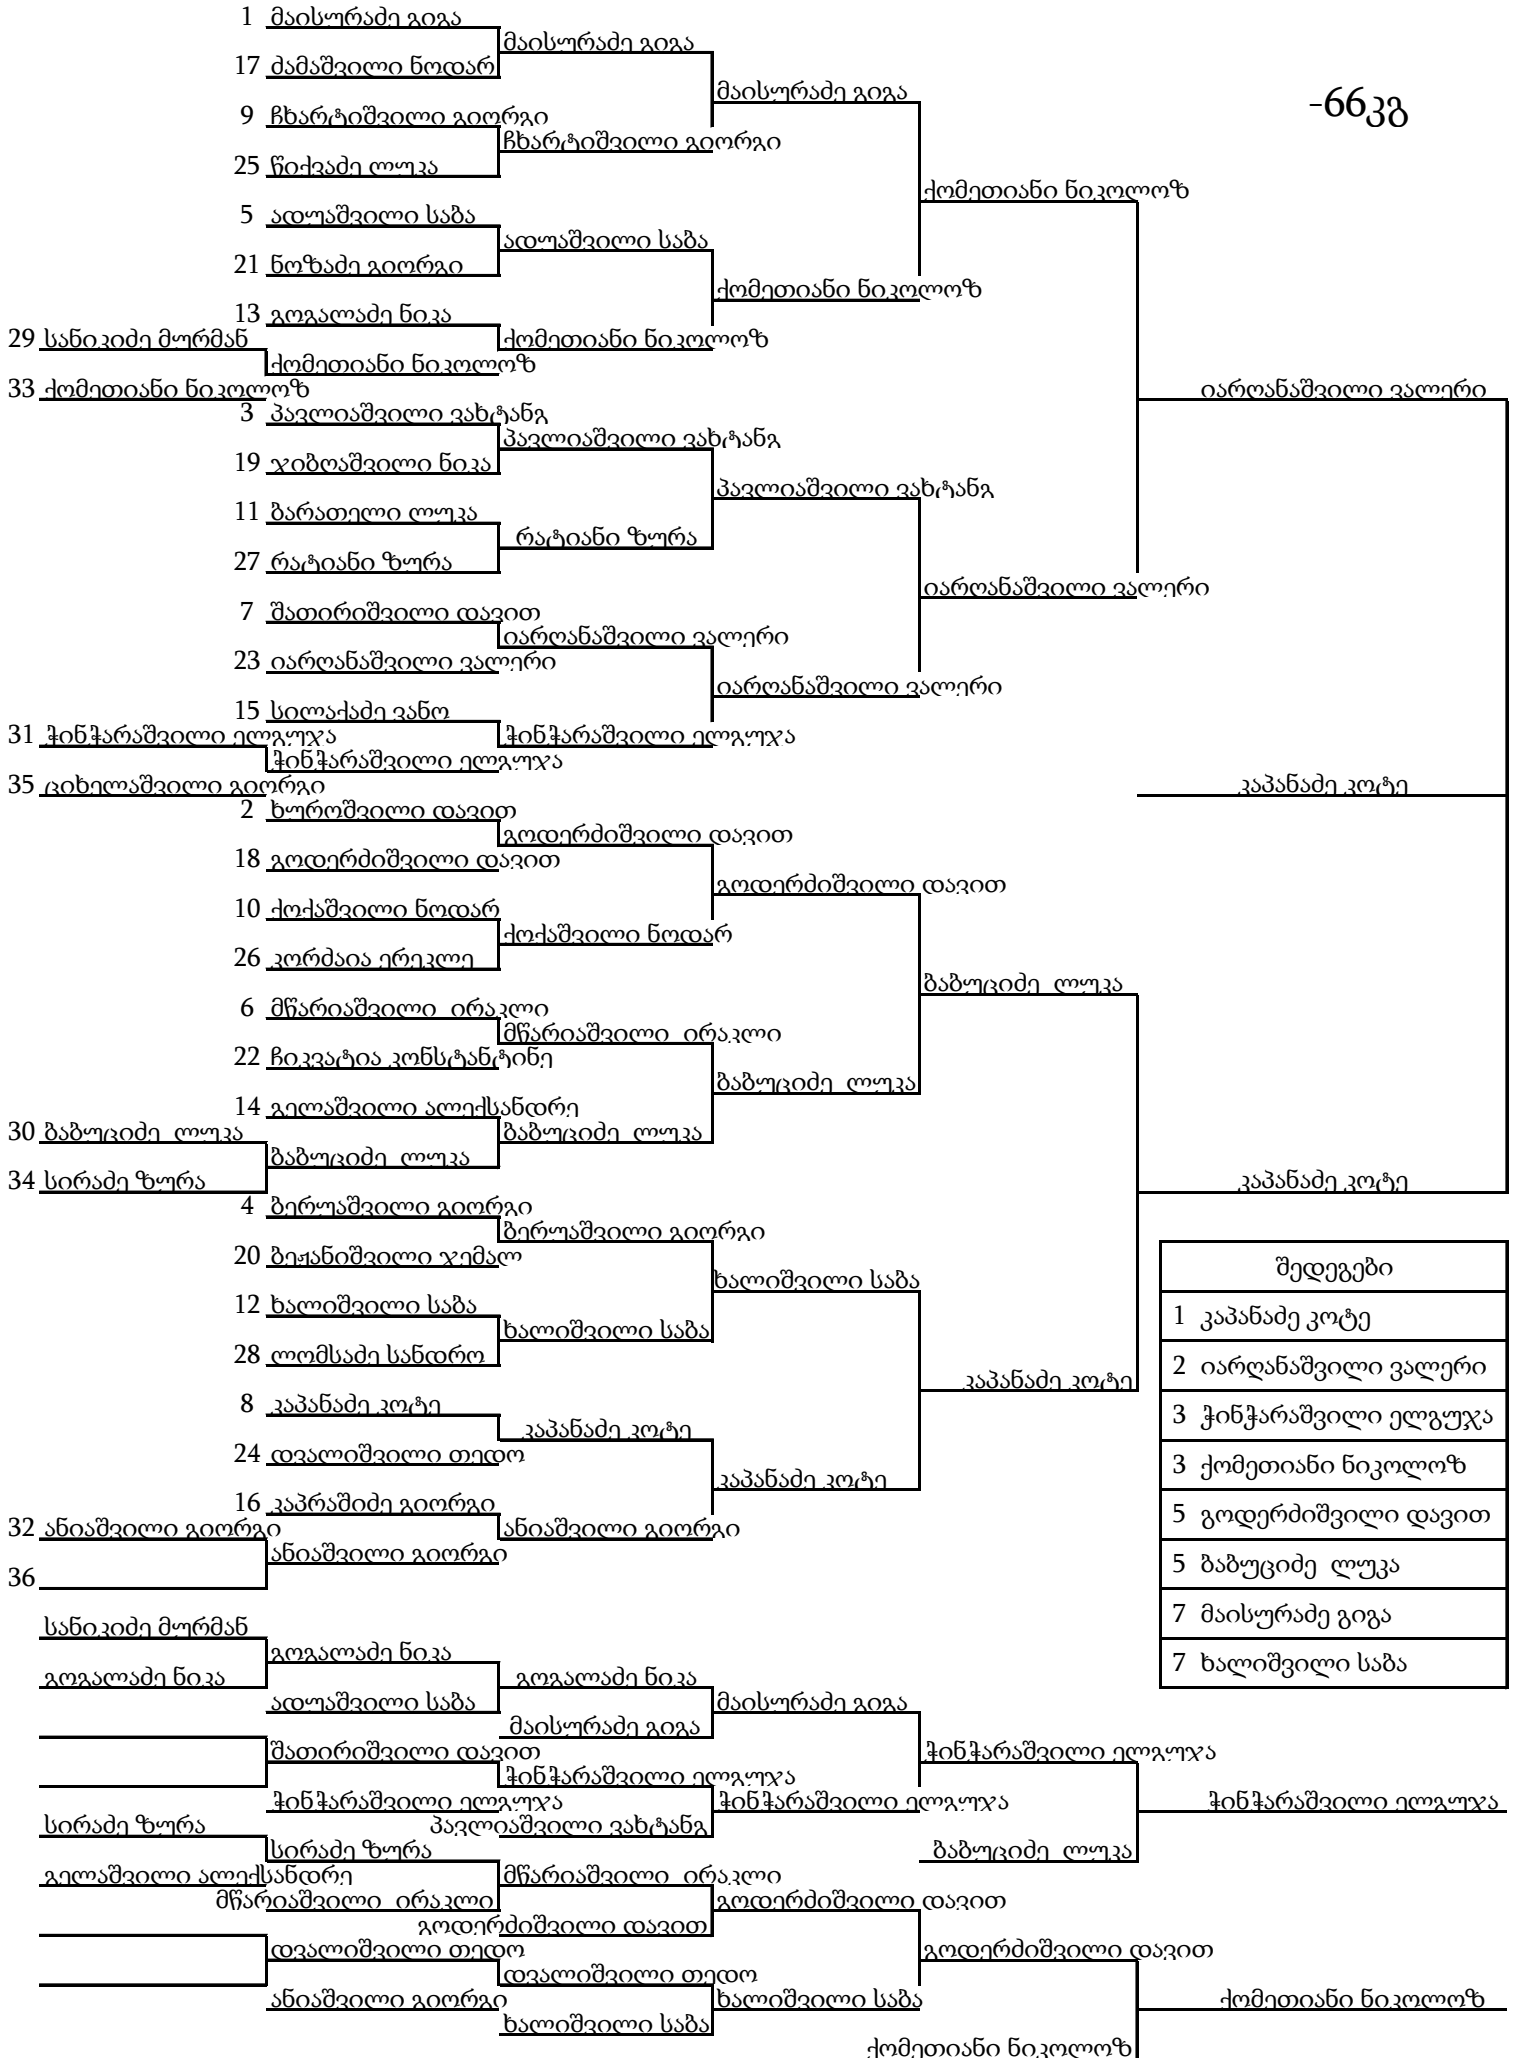 1 მაისურაძე გიგა
მაისურაძე გიგა
17 ძამაშვილი ნოდარ
მაისურაძე გიგა
-66კგ
9 ჩხარტიშვილი გიორგი
ჩხარტიშვილი გიორგი
25 წიქვაძე ლუკა
ქომეთიანი ნიკოლოზ
5 ადუაშვილი საბა
ადუაშვილი საბა
21 ნოზაძე გიორგი
ქომეთიანი ნიკოლოზ
13 გოგალაძე ნიკა
29 სანიკიძე მურმან
ქომეთიანი ნიკოლოზ
ქომეთიანი ნიკოლოზ
33 ქომეთიანი ნიკოლოზ
იარღანაშვილი ვალერი
3 პავლიაშვილი ვახტანგ
პავლიაშვილი ვახტანგ
19 ჯიბღაშვილი ნიკა
პავლიაშვილი ვახტანგ
11 ბარათელი ლუკა
რატიანი ზურა
27 რატიანი ზურა
იარღანაშვილი ვალერი
7 შათირიშვილი დავით
იარღანაშვილი ვალერი
23 იარღანაშვილი ვალერი
იარღანაშვილი ვალერი
15 სილაქაძე ვანო
31 ჭინჭარაშვილი ელგუჯა
ჭინჭარაშვილი ელგუჯა
ჭინჭარაშვილი ელგუჯა
35 ციხელაშვილი გიორგი
კაპანაძე კოტე
2 ხუროშვილი დავით
გოდერძიშვილი დავით
18 გოდერძიშვილი დავით
გოდერძიშვილი დავით
10 ქოქაშვილი ნოდარ
ქოქაშვილი ნოდარ
26 კორძაია ერეკლე
ბაბუციძე ლუკა
6 მწარიაშვილი ირაკლი
მწარიაშვილი ირაკლი
22 ჩიკვატია კონსტანტინე
ბაბუციძე ლუკა
14 გელაშვილი ალექსანდრე
30 ბაბუციძე ლუკა
ბაბუციძე ლუკა
ბაბუციძე ლუკა
34 სირაძე ზურა
კაპანაძე კოტე
4 ბერუაშვილი გიორგი
ბერუაშვილი გიორგი
20 ბეჟანიშვილი ჯემალ
ხალიშვილი საბა
12 ხალიშვილი საბა
ხალიშვილი საბა
28 ლომსაძე სანდრო
კაპანაძე კოტე
8 კაპანაძე კოტე
კაპანაძე კოტე
24 დვალიშვილი თედო
კაპანაძე კოტე
16 კაპრაშიძე გიორგი
32 ანიაშვილი გიორგი
ანიაშვილი გიორგი
ანიაშვილი გიორგი
36
შედეგები
1 კაპანაძე კოტე
2 იარღანაშვილი ვალერი
3 ჭინჭარაშვილი ელგუჯა
3 ქომეთიანი ნიკოლოზ
5 გოდერძიშვილი დავით
5 ბაბუციძე ლუკა
7 მაისურაძე გიგა
7 ხალიშვილი საბა
სანიკიძე მურმან
გოგალაძე ნიკა
გოგალაძე ნიკა
გოგალაძე ნიკა
ადუაშვილი საბა
მაისურაძე გიგა
მაისურაძე გიგა
შათირიშვილი დავით
ჭინჭარაშვილი ელგუჯა
ჭინჭარაშვილი ელგუჯა
ჭინჭარაშვილი ელგუჯა
ჭინჭარაშვილი ელგუჯა
ჭინჭარაშვილი ელგუჯა
სირაძე ზურა
პავლიაშვილი ვახტანგ
სირაძე ზურა
ბაბუციძე ლუკა
გელაშვილი ალექსანდრე
მწარიაშვილი ირაკლი
მწარიაშვილი ირაკლი
გოდერძიშვილი დავით
გოდერძიშვილი დავით
დვალიშვილი თედო
გოდერძიშვილი დავით
დვალიშვილი თედო
ანიაშვილი გიორგი
ხალიშვილი საბა
ქომეთიანი ნიკოლოზ
ხალიშვილი საბა
ქომეთიანი ნიკოლოზ